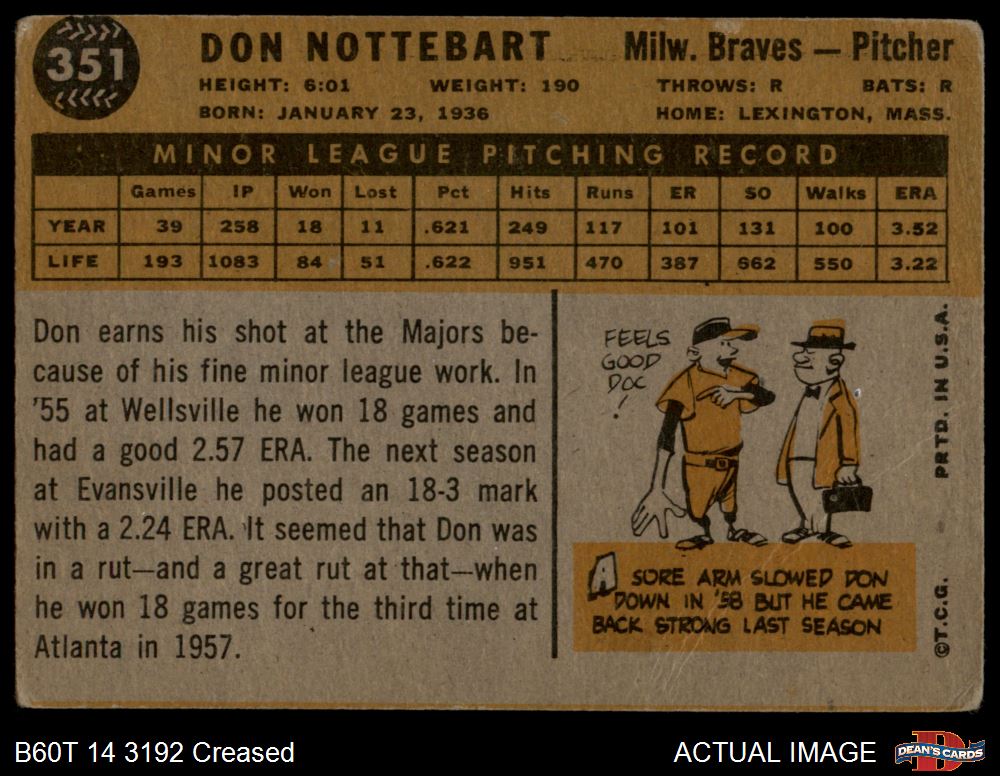 351
DON NOTTEBART Milw. Braves — Pitcher
HEIGHT: 6:01 WEIGHT: 190 THROWS: R BATS: R
BORN: JANUARY 23, 1936 HOME: LEXINGTON, MASS.
MINOR LEAGUE PITCHING RECORD
Games IP Won Lost Pct Hits Runs ER SO Walks ERA
YEAR 39 258 18 11 .621 249 117 101 131 100 3.52
LIFE 193 1083 84 51 .622 951 470 387 662 550 3.22
Don earns his shot at the Majors be-
cause of his fine minor league work. In
'55 at Wellsville he won 18 games and
had a good 2.57 ERA. The next season
at Evansville he posted an 18-3 mark
with a 2.24 ERA. It seemed that Don was
in a rut—and a great rut at that—when
he won 18 games for the third time at
Atlanta in 1957.
FEELS
GOOD
DOC
!
A SORE ARM SLOWED DON
DOWN IN '58 BUT HE CAME
BACK STRONG LAST SEASON
©T.C.G. PRTD. IN U.S.A.
B60T 14 3192 Creased
ACTUAL IMAGE
D
DEAN'S CARDS